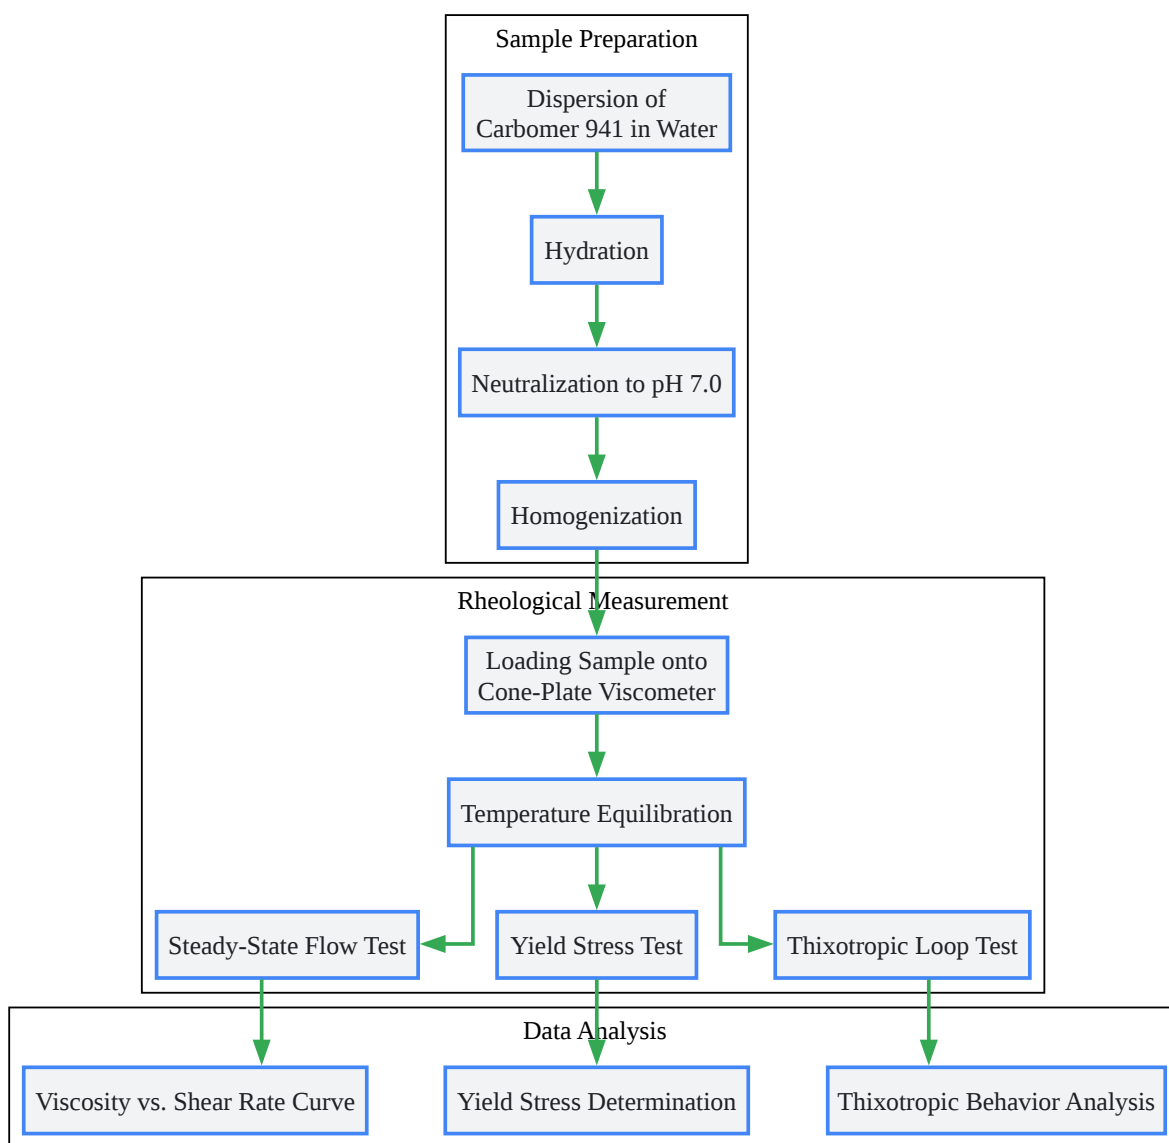 Sample Preparation
Dispersion of
Carbomer 941 in Water
Hydration
Neutralization to pH 7.0
Homogenization
Rheological Measurement
Loading Sample onto
Cone-Plate Viscometer
Temperature Equilibration
Steady-State Flow Test
Yield Stress Test
Thixotropic Loop Test
Data Analysis
Viscosity vs. Shear Rate Curve
Yield Stress Determination
Thixotropic Behavior Analysis